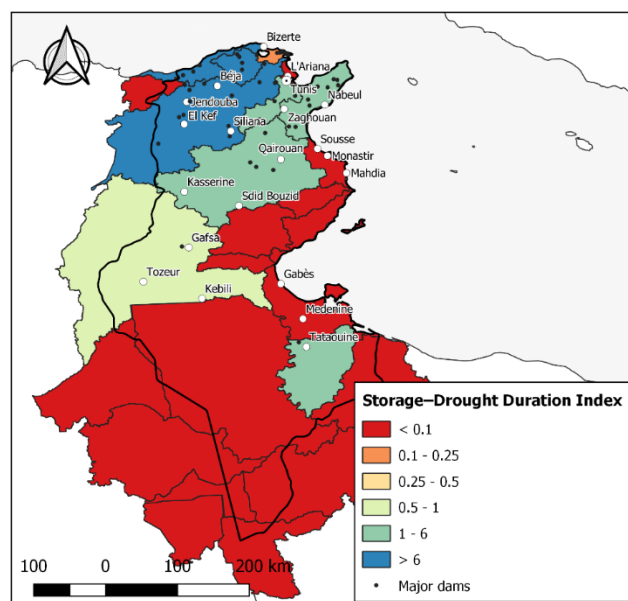 Bizerte
L'Ariana
Béja
Tunis
Nabeul
Jendouba
El Kef
Siliana
Zaghouan
Sousse
Qairouan
Monastir
Mahdia
Kasserine
Sdid Bouzid
Gafsa
Tozeur
Gabès
Kebili
Medenine
Tataouine
Storage–Drought Duration Index
< 0.1
0.1 - 0.25
0.25 - 0.5
0.5 - 1
1 - 6
> 6
Major dams
100 0 100 200 km